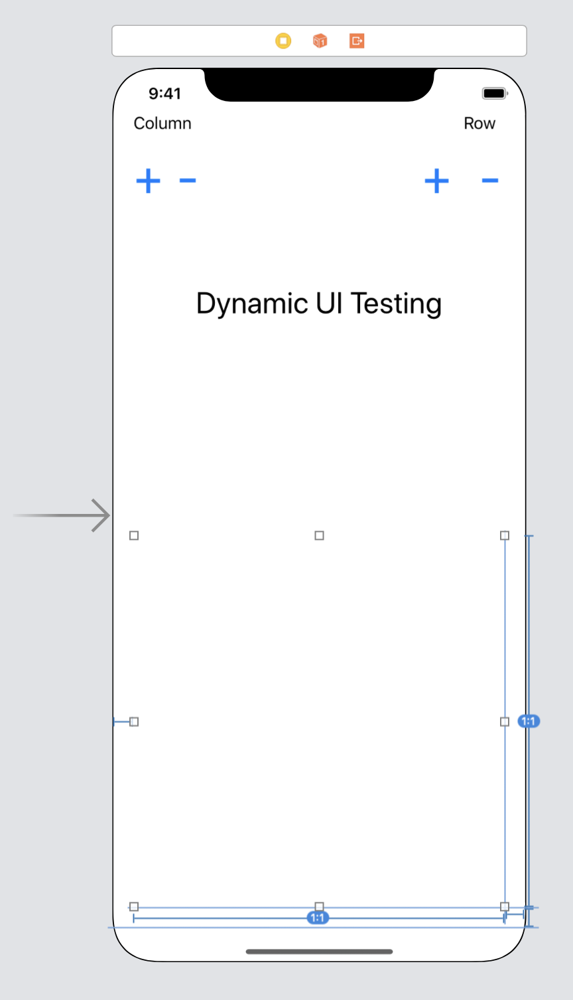 9:41
Column Row
+ − + −
Dynamic UI Testing
1:1
1:1